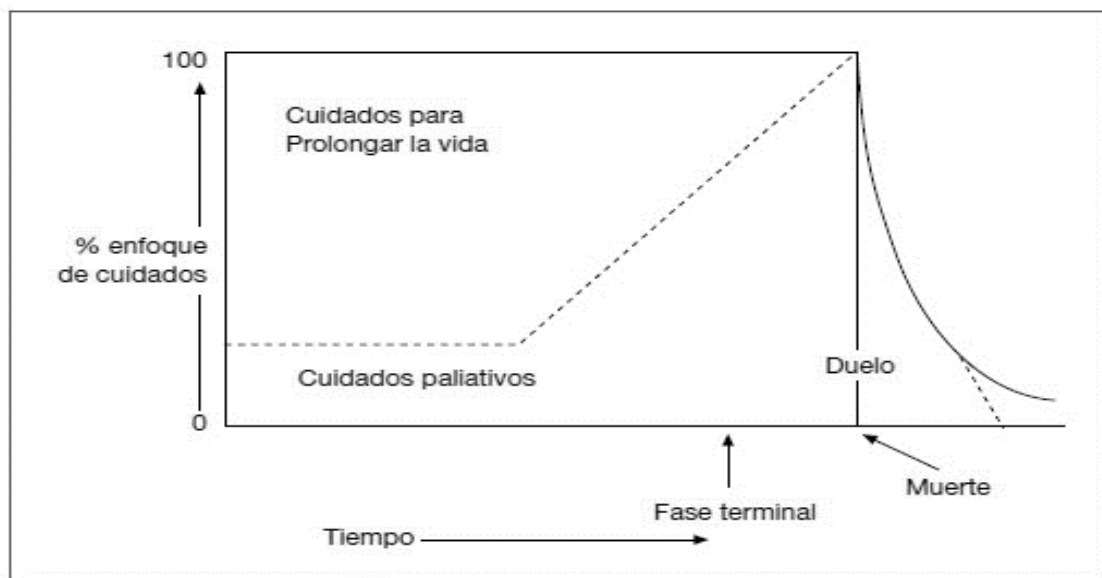 100
Cuidados para
Prolongar la vida
% enfoque
de cuidados
Cuidados paliativos
Duelo
0
Muerte
Fase terminal
Tiempo